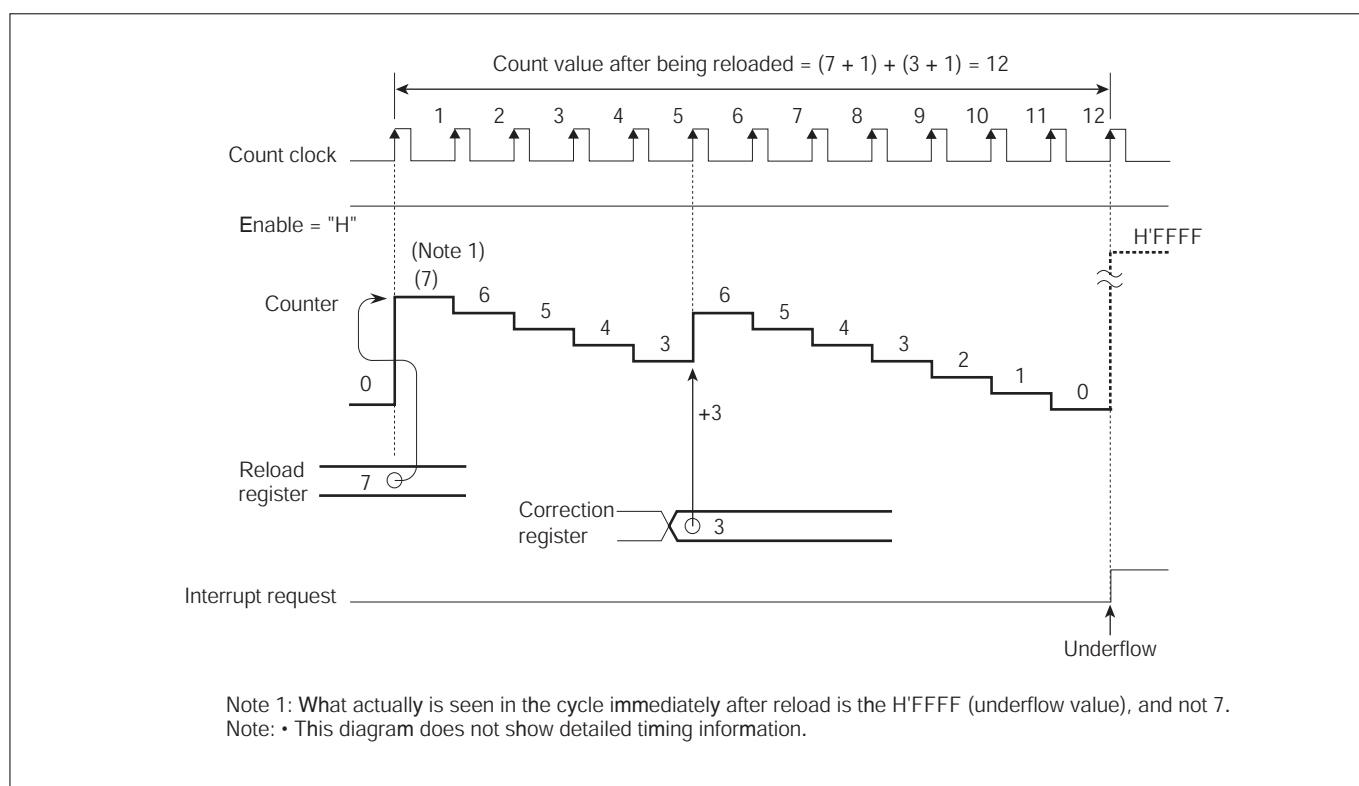 Count value after being reloaded = (7 + 1) + (3 + 1) = 12
1 2 3 4 5 6 7 8 9 10 11 12
Count clock
Enable = "H"
H'FFFF
(Note 1)
(7)
Counter
6 5 4 3 6 5 4 3 2 1 0
0
+3
Reload
register
7
Correction
register
3
Interrupt request
Underflow
Note 1: What actually is seen in the cycle immediately after reload is the H'FFFF (underflow value), and not 7.
Note: • This diagram does not show detailed timing information.